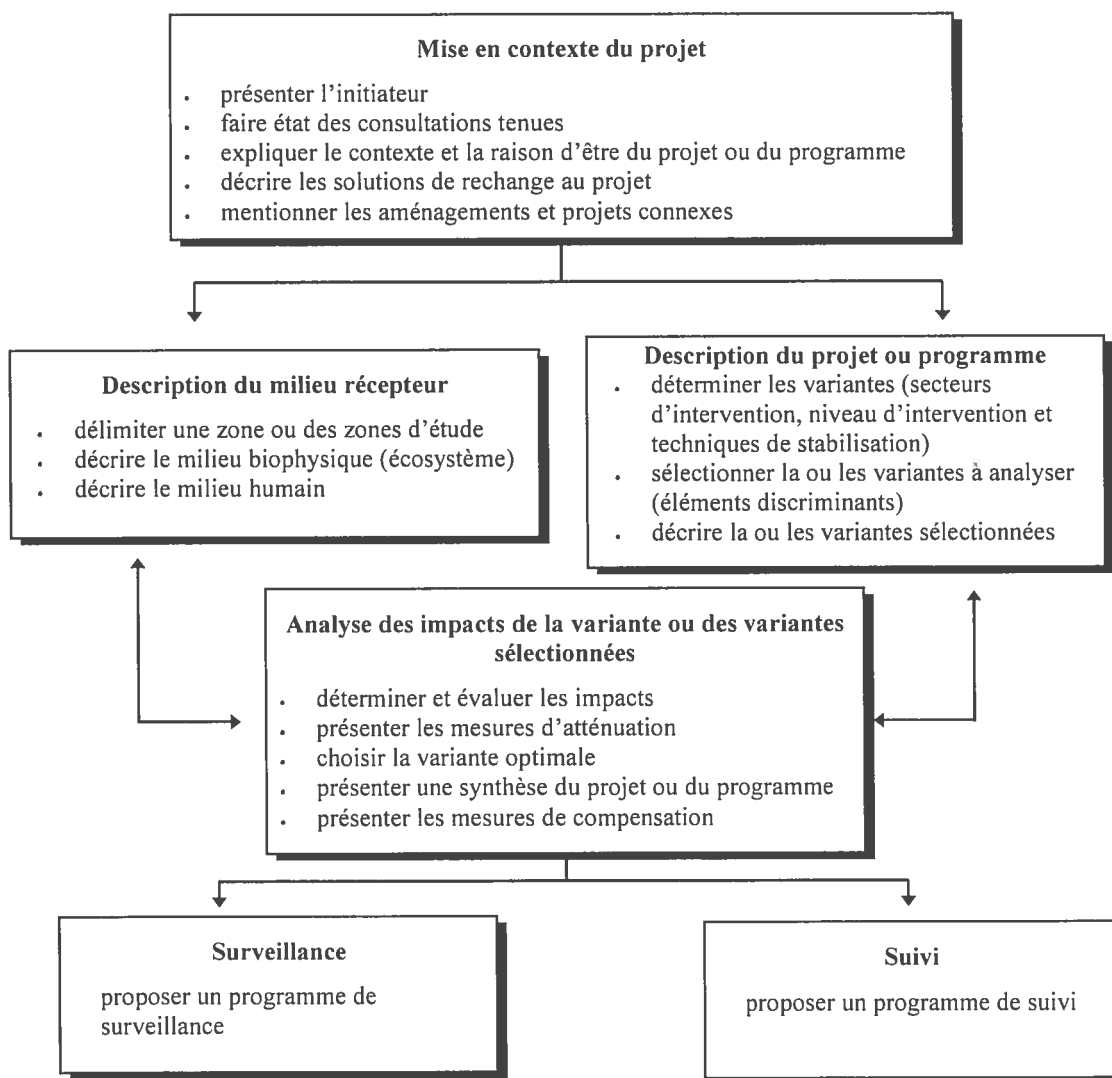 Mise en contexte du projet
• présenter l'initiateur
• faire état des consultations tenues
• expliquer le contexte et la raison d'être du projet ou du programme
• décrire les solutions de rechange au projet
• mentionner les aménagements et projets connexes
Description du milieu récepteur
• délimiter une zone ou des zones d'étude
• décrire le milieu biophysique (écosystème)
• décrire le milieu humain
Description du projet ou programme
• déterminer les variantes (secteurs
d'intervention, niveau d'intervention et
techniques de stabilisation)
• sélectionner la ou les variantes à analyser
(éléments discriminants)
• décrire la ou les variantes sélectionnées
Analyse des impacts de la variante ou des variantes
sélectionnées
• déterminer et évaluer les impacts
• présenter les mesures d'atténuation
• choisir la variante optimale
• présenter une synthèse du projet ou du programme
• présenter les mesures de compensation
Surveillance
proposer un programme de
surveillance
Suivi
proposer un programme de suivi